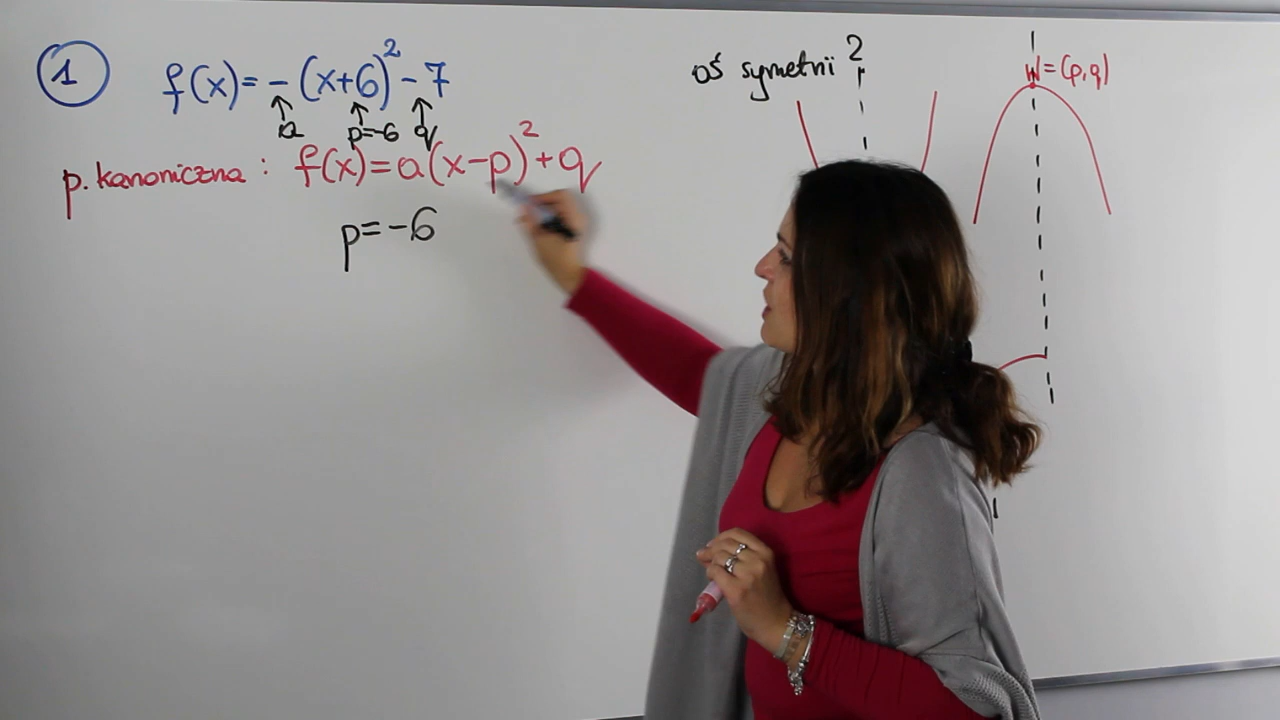 1 f(x)=-(x+6)²-7
a p=-6 q
p. kanoniczna : f(x)=a(x-p)²+q
p=-6
oś symetrii ?
W=(p,q)